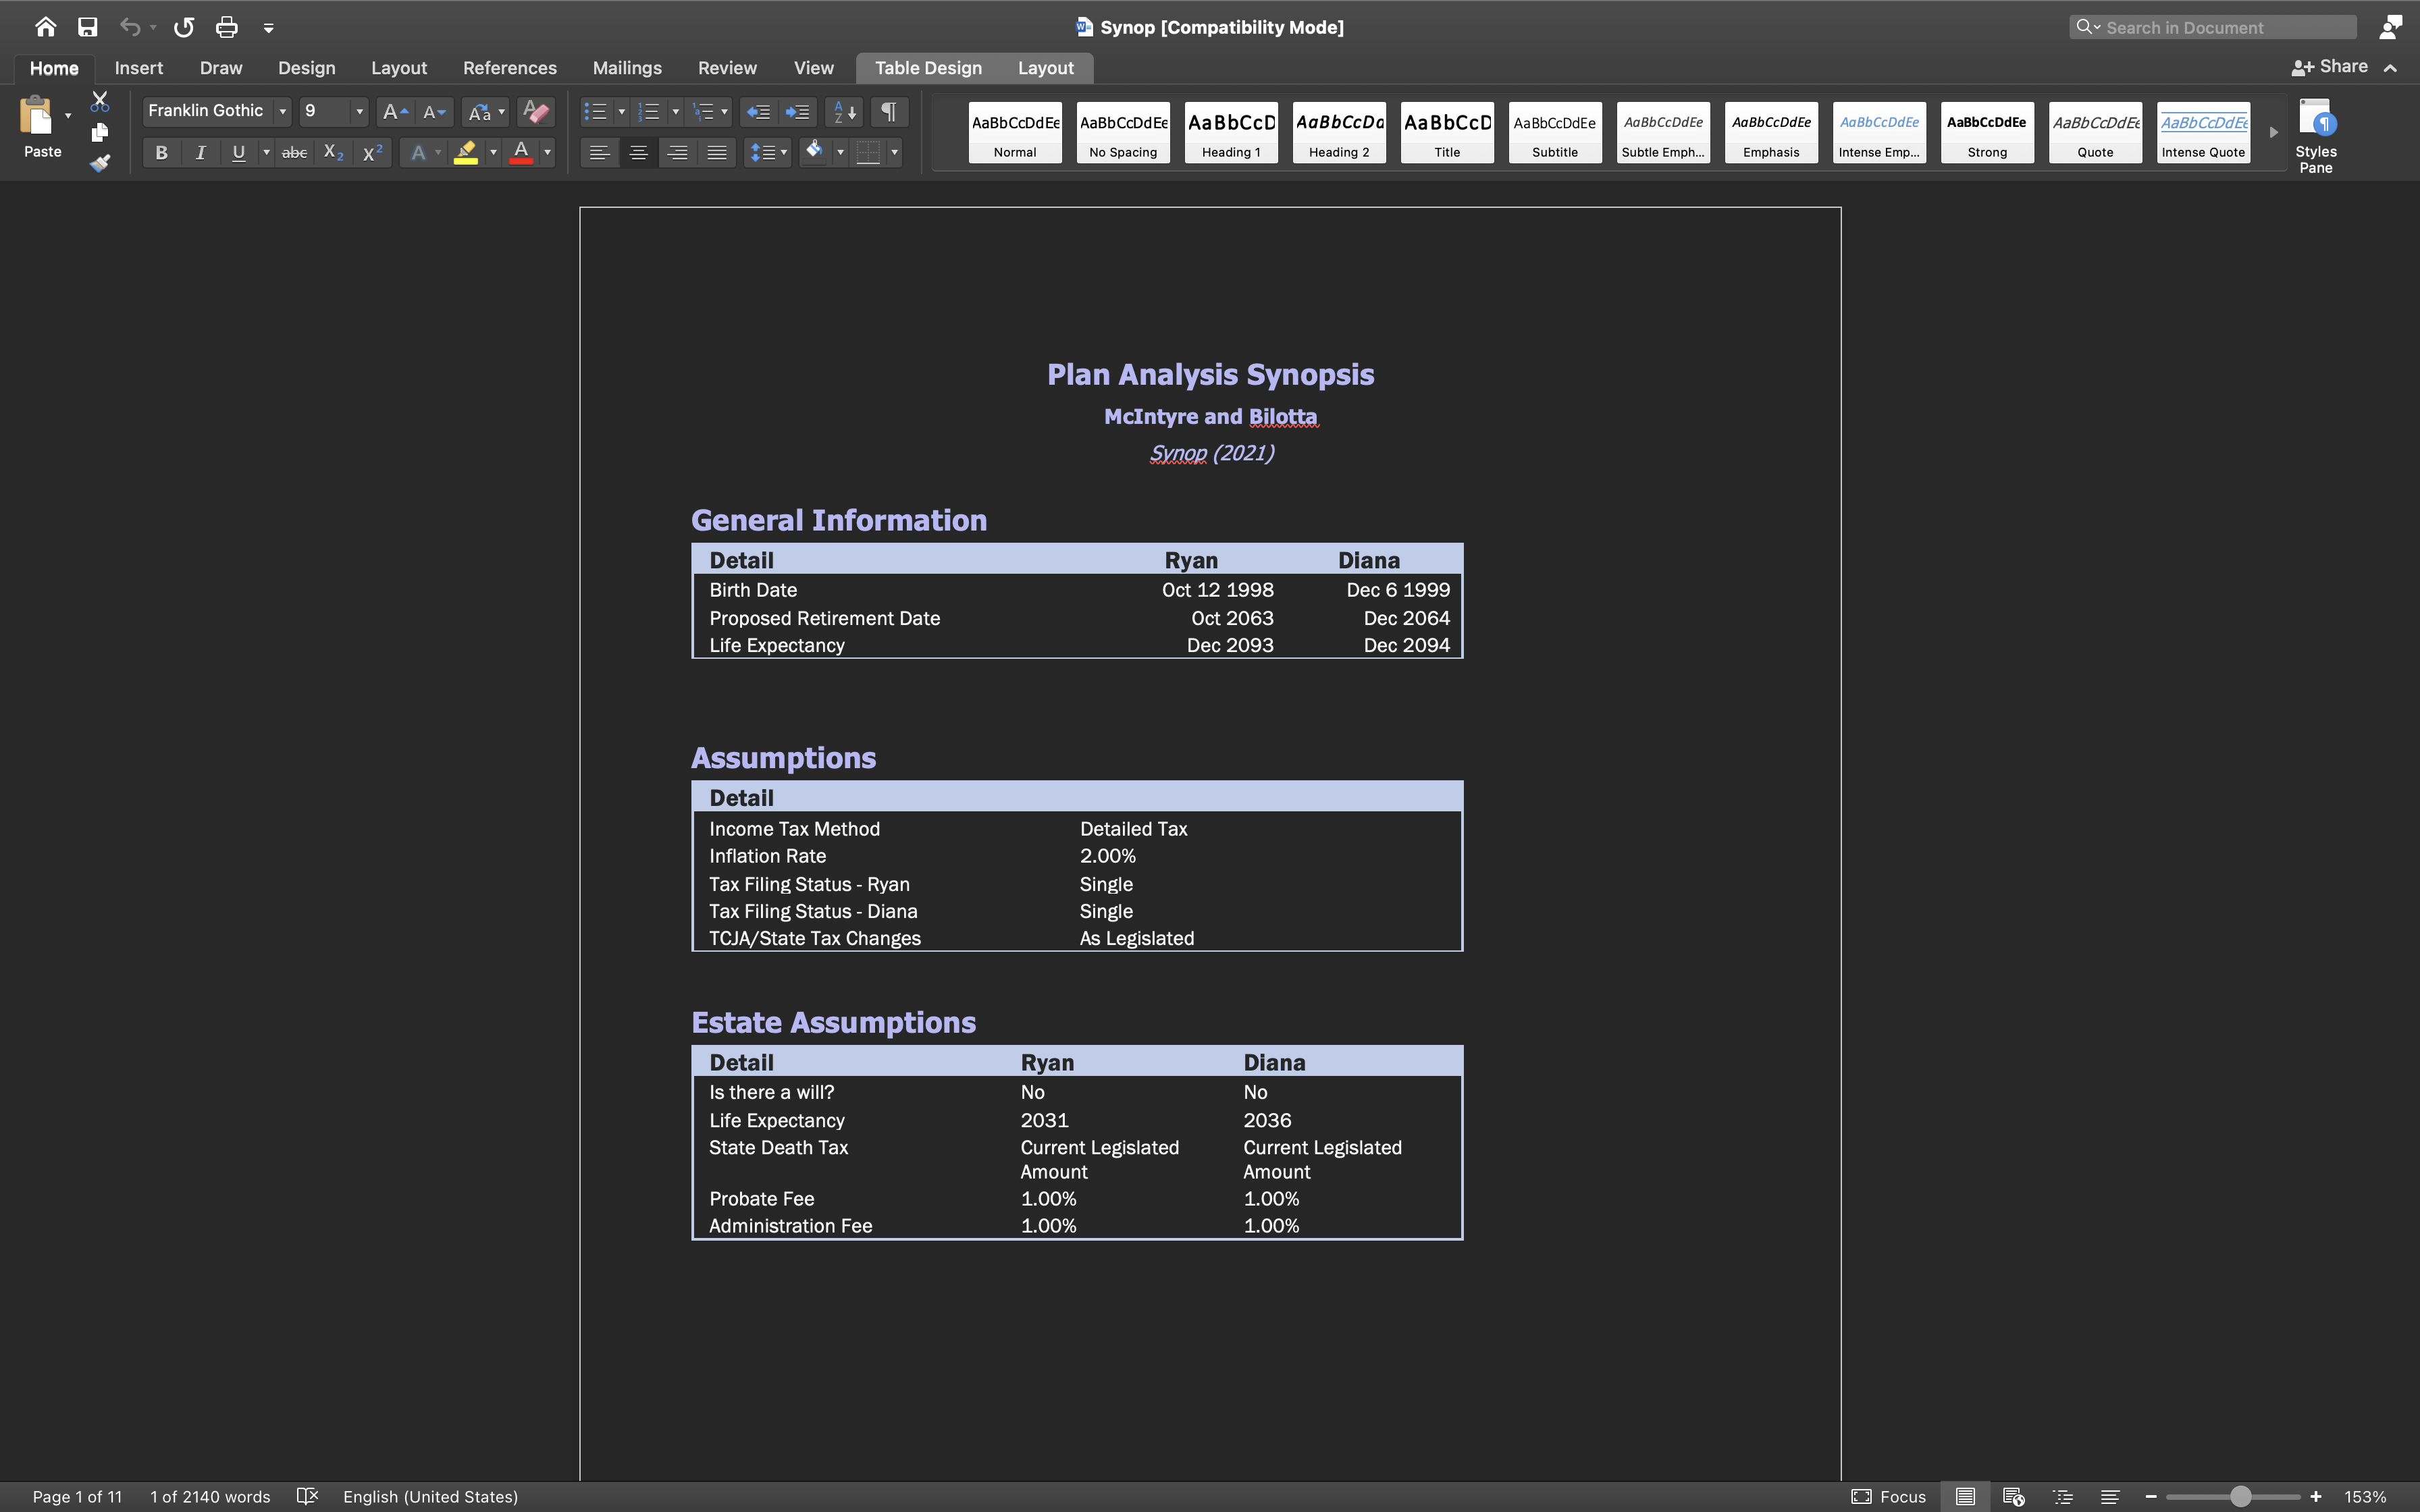 Synop [Compatibility Mode]
Search in Document
Home Insert Draw Design Layout References Mailings Review View Table Design Layout Share
Paste
Franklin Gothic 9
AaBbCcDdEe AaBbCcDdEe AaBbCcD AaBbCcDd AaBbCcD AaBbCcDdEe AaBbCcDdEe AaBbCcDdEe AaBbCcDdEe AaBbCcDdEe AaBbCcDdEe AaBbCcDdEe
Normal No Spacing Heading 1 Heading 2 Title Subtitle Subtle Emph... Emphasis Intense Emp... Strong Quote Intense Quote
Styles
Pane
Plan Analysis Synopsis
McIntyre and Bilotta
Synop (2021)
General Information
Detail Ryan Diana
Birth Date Oct 12 1998 Dec 6 1999
Proposed Retirement Date Oct 2063 Dec 2064
Life Expectancy Dec 2093 Dec 2094
Assumptions
Detail
Income Tax Method Detailed Tax
Inflation Rate 2.00%
Tax Filing Status - Ryan Single
Tax Filing Status - Diana Single
TCJA/State Tax Changes As Legislated
Estate Assumptions
Detail Ryan Diana
Is there a will? No No
Life Expectancy 2031 2036
State Death Tax Current Legislated Current Legislated
Amount Amount
Probate Fee 1.00% 1.00%
Administration Fee 1.00% 1.00%
Page 1 of 11 1 of 2140 words English (United States) Focus 153%